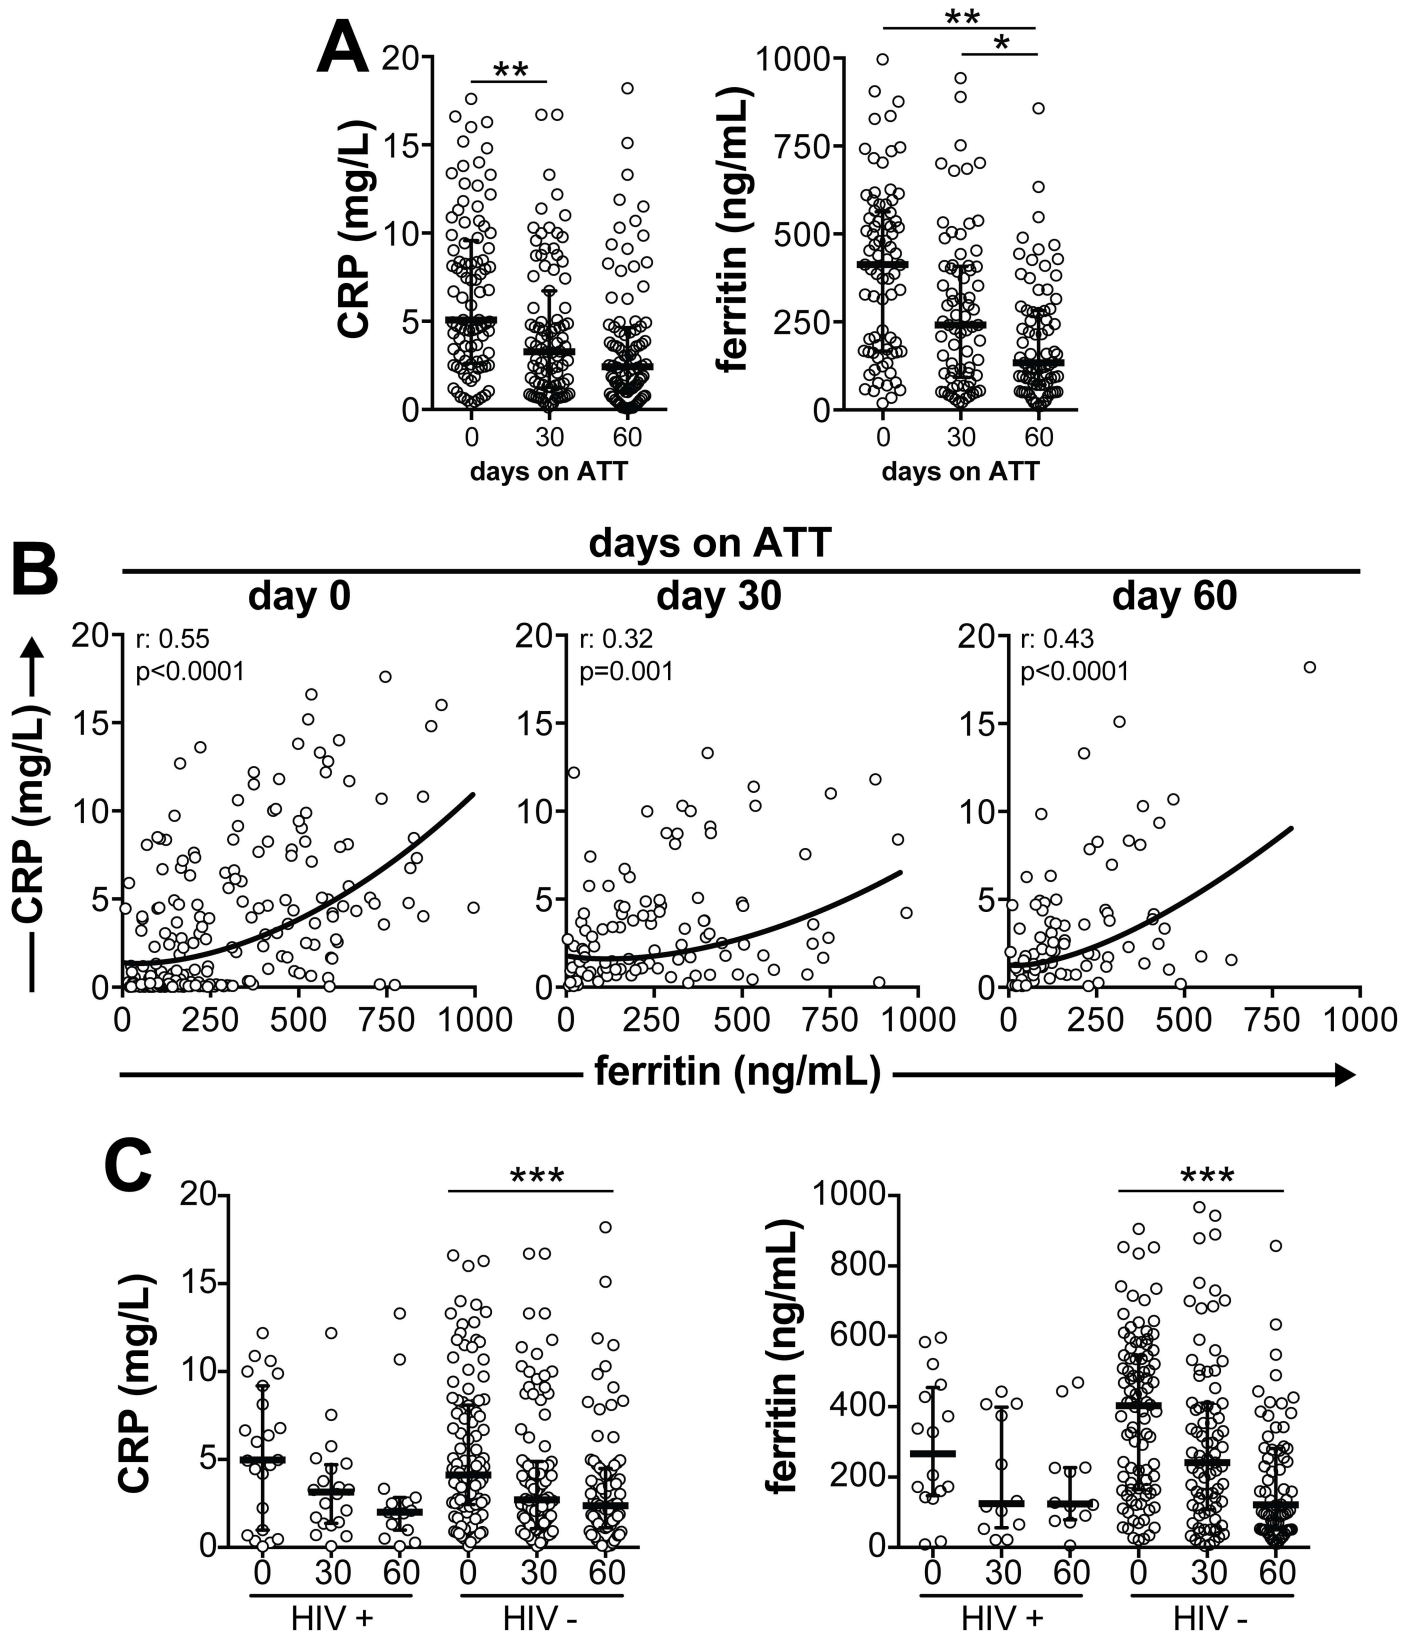 A
**
CRP (mg/L)
20
15
10
5
0
0 30 60
days on ATT
**
*
ferritin (ng/mL)
1000
750
500
250
0
0 30 60
days on ATT
B
days on ATT
day 0 day 30 day 60
CRP (mg/L)
r: 0.55
p<0.0001
20
15
10
5
0
0 250 500 750 1000
r: 0.32
p=0.001
20
15
10
5
0
0 250 500 750 1000
r: 0.43
p<0.0001
20
15
10
5
0
0 250 500 750 1000
ferritin (ng/mL)
C
***
CRP (mg/L)
20
15
10
5
0
0 30 60 0 30 60
HIV + HIV -
***
ferritin (ng/mL)
1000
800
600
400
200
0
0 30 60 0 30 60
HIV + HIV -